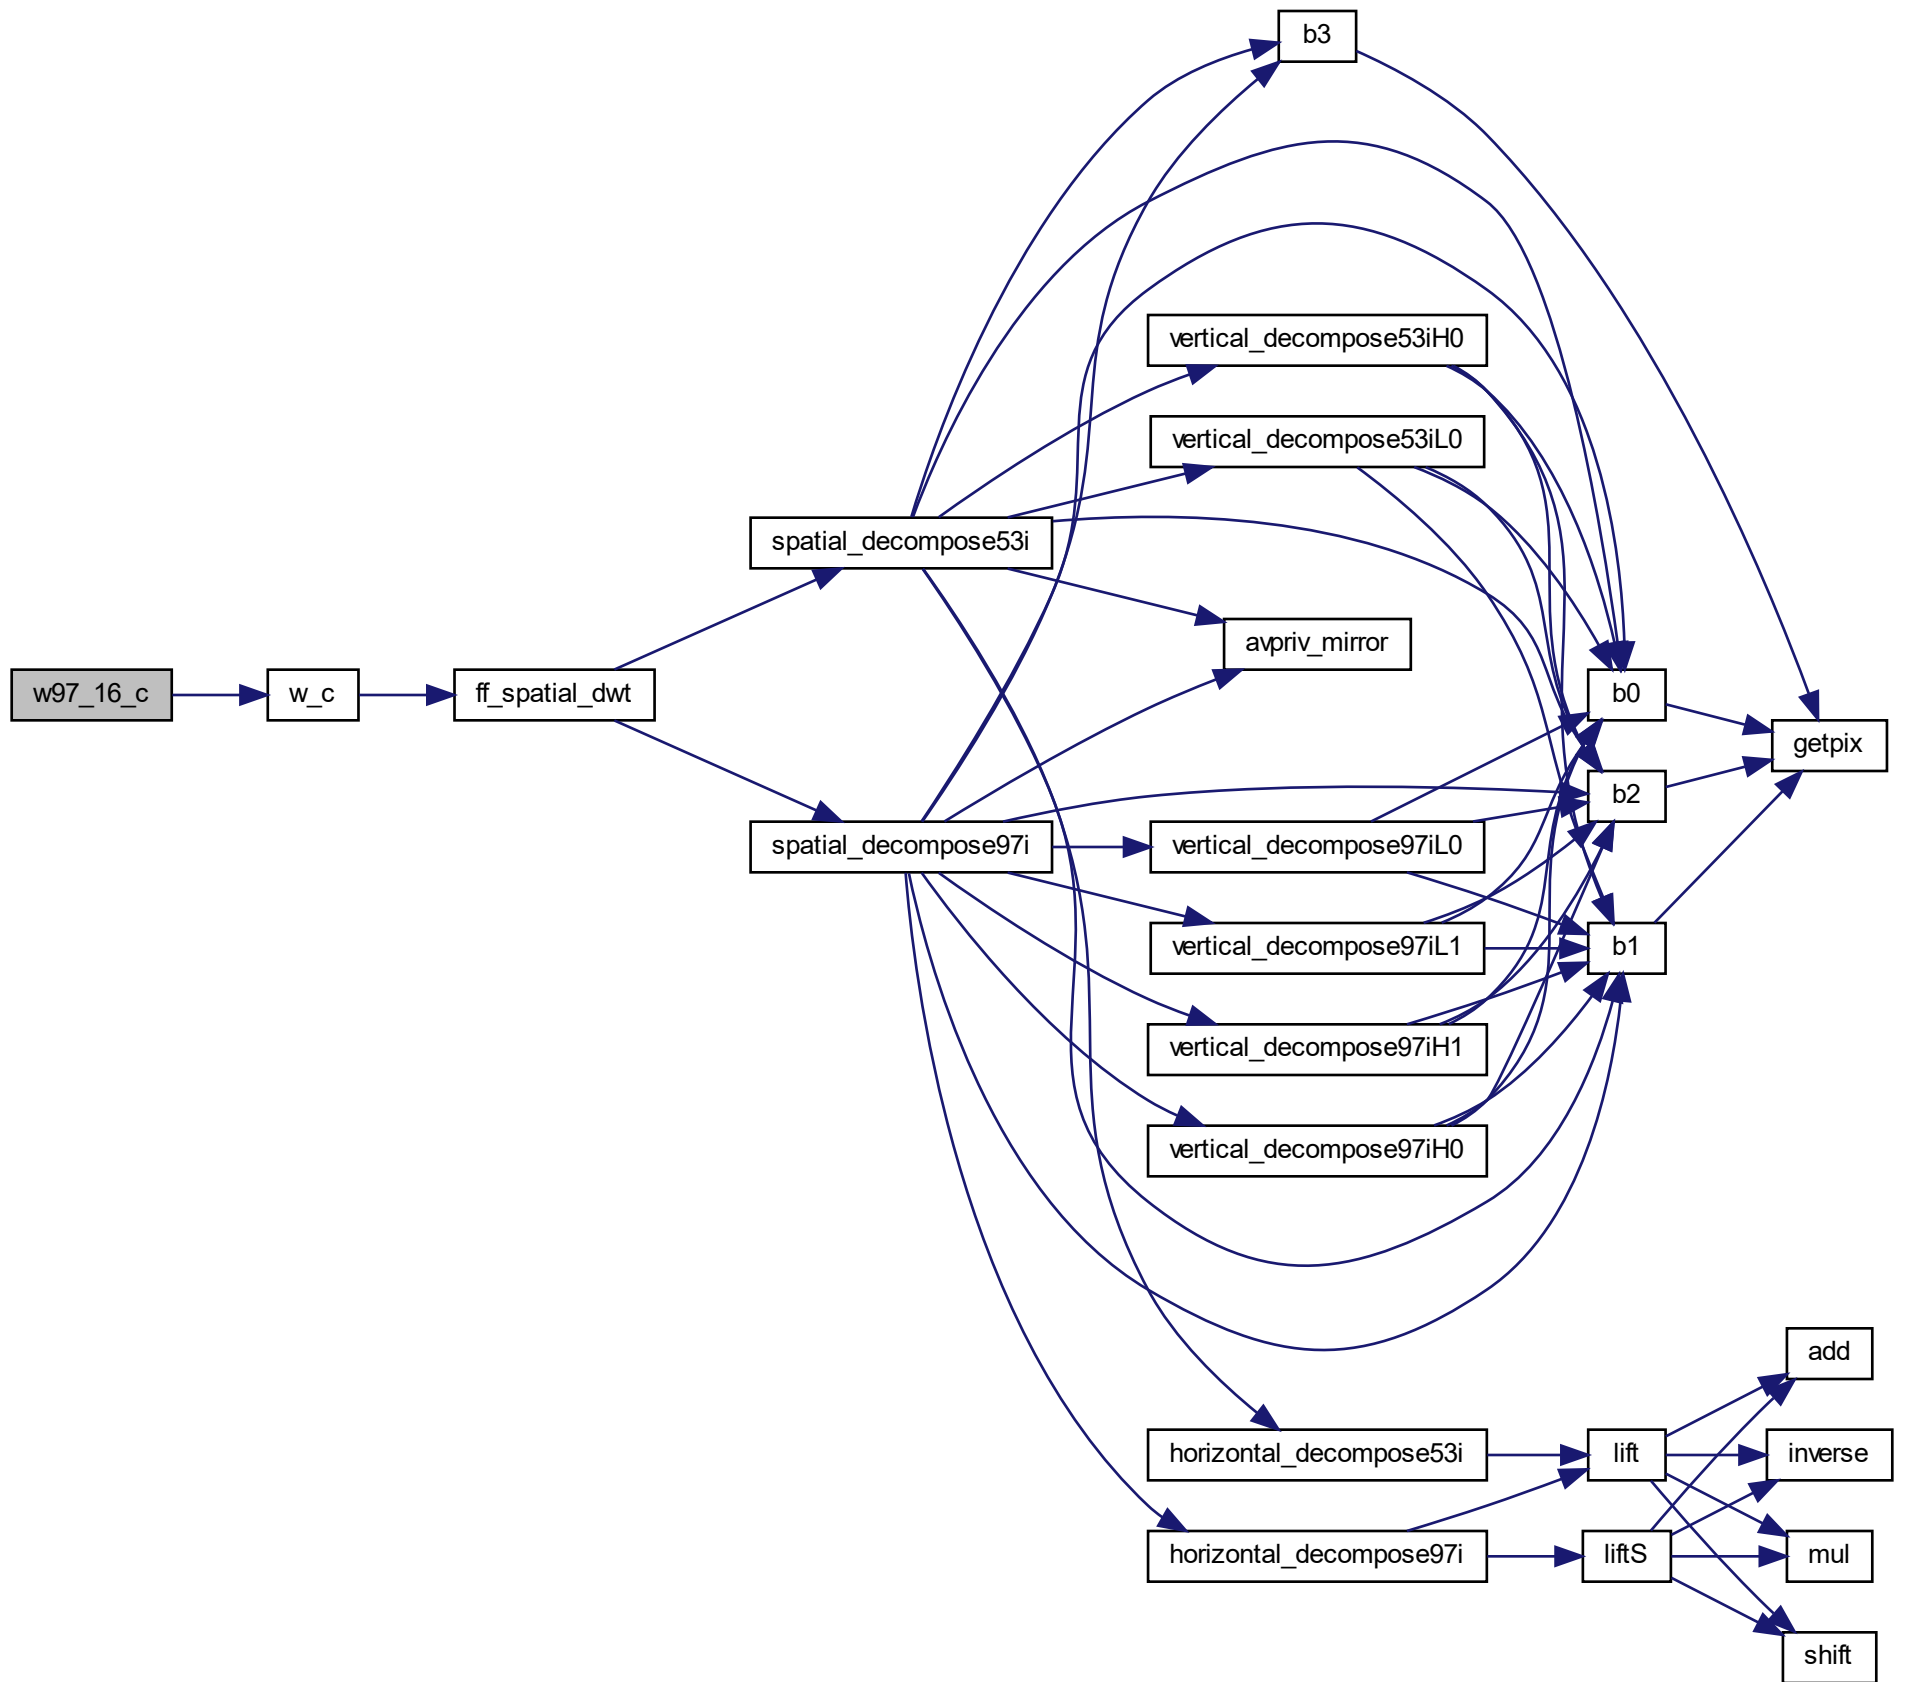 b3
vertical_decompose53iH0
vertical_decompose53iL0
spatial_decompose53i
avpriv_mirror
w97_16_c
w_c
ff_spatial_dwt
b0
getpix
b2
spatial_decompose97i
vertical_decompose97iL0
vertical_decompose97iL1
b1
vertical_decompose97iH1
vertical_decompose97iH0
add
horizontal_decompose53i
lift
inverse
horizontal_decompose97i
liftS
mul
shift